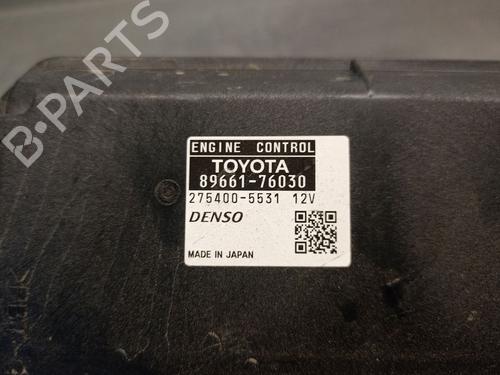 B-PARTS
ENGINE CONTROL
TOYOTA
89661-76030
275400-5531 12V
DENSO
MADE IN JAPAN